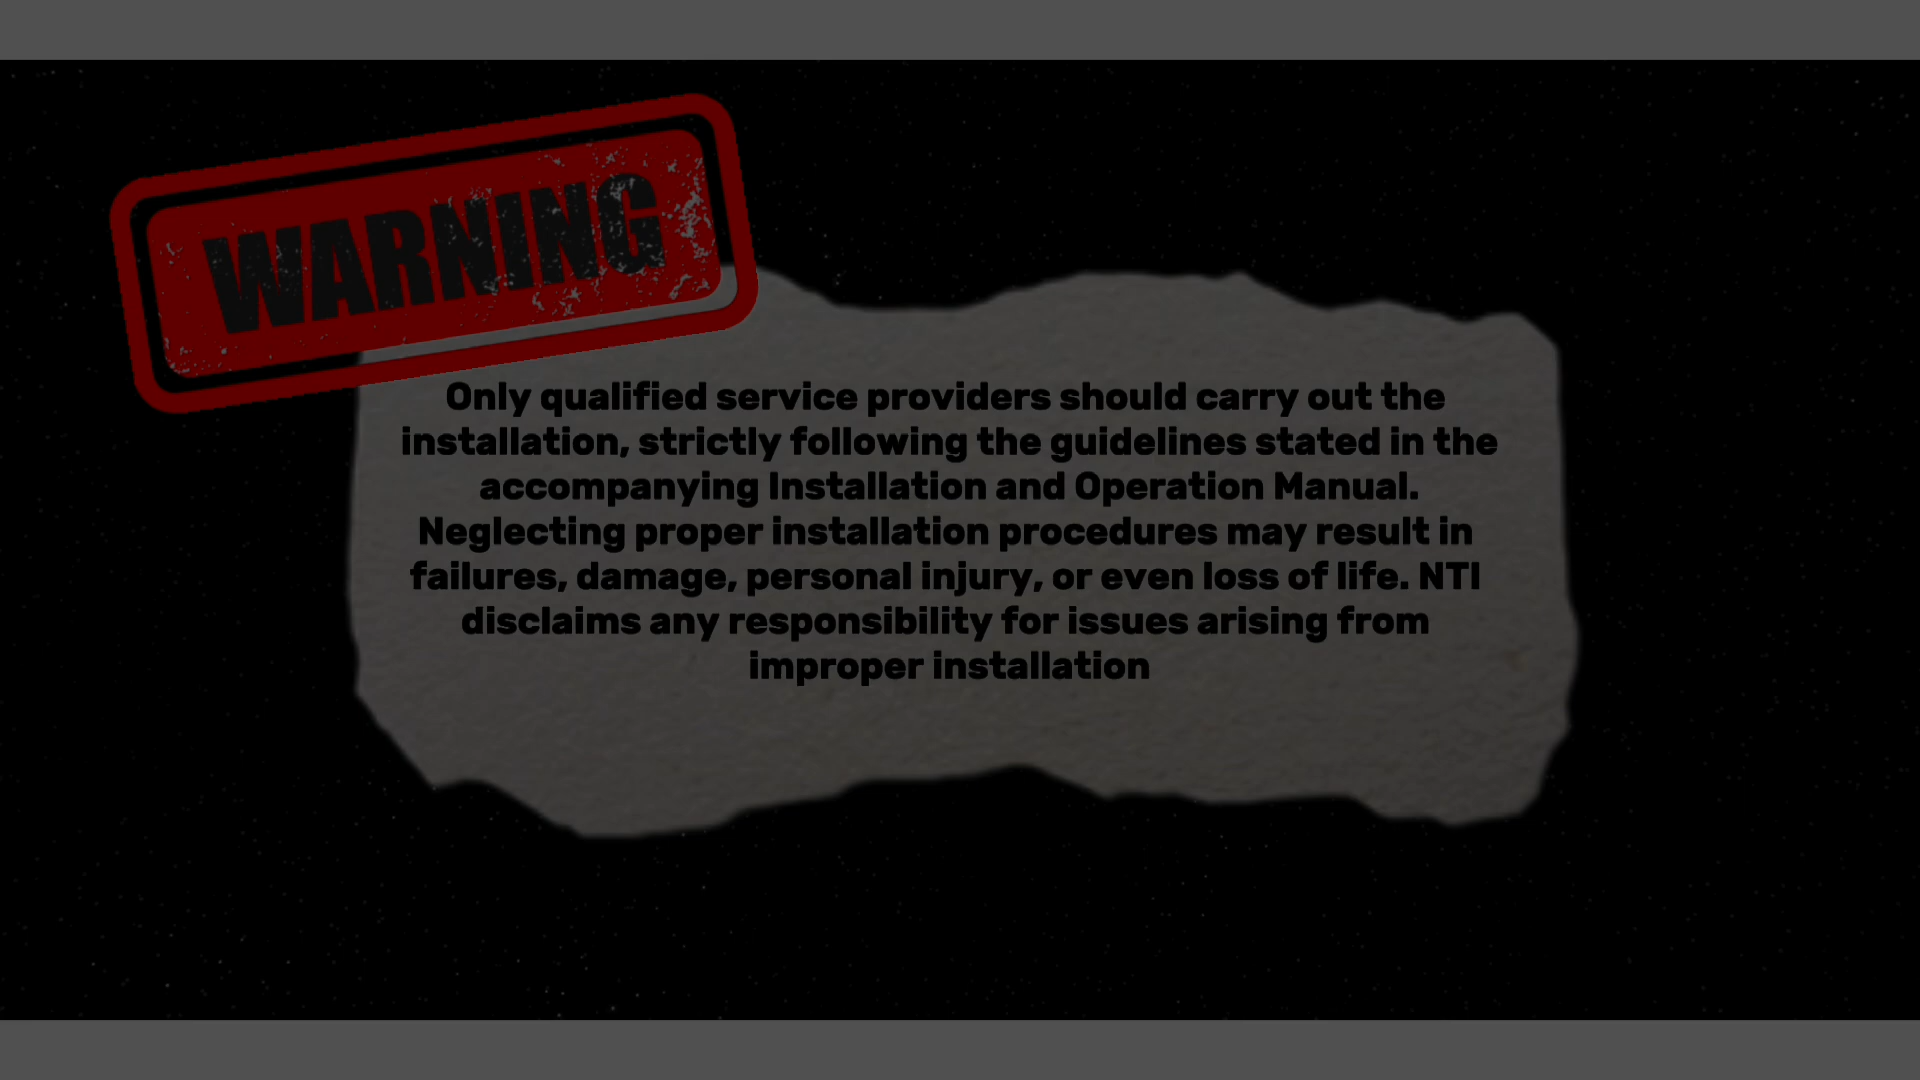 WARNING
Only qualified service providers should carry out the
installation, strictly following the guidelines stated in the
accompanying Installation and Operation Manual.
Neglecting proper installation procedures may result in
failures, damage, personal injury, or even loss of life. NTI
disclaims any responsibility for issues arising from
improper installation